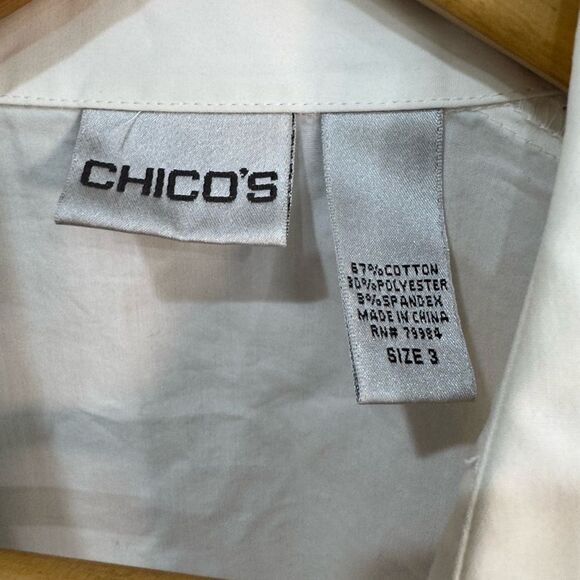 CHICO'S
67%COTTON
30%POLYESTER
3%SPANDEX
MADE IN CHINA
RN# 79984
SIZE 3